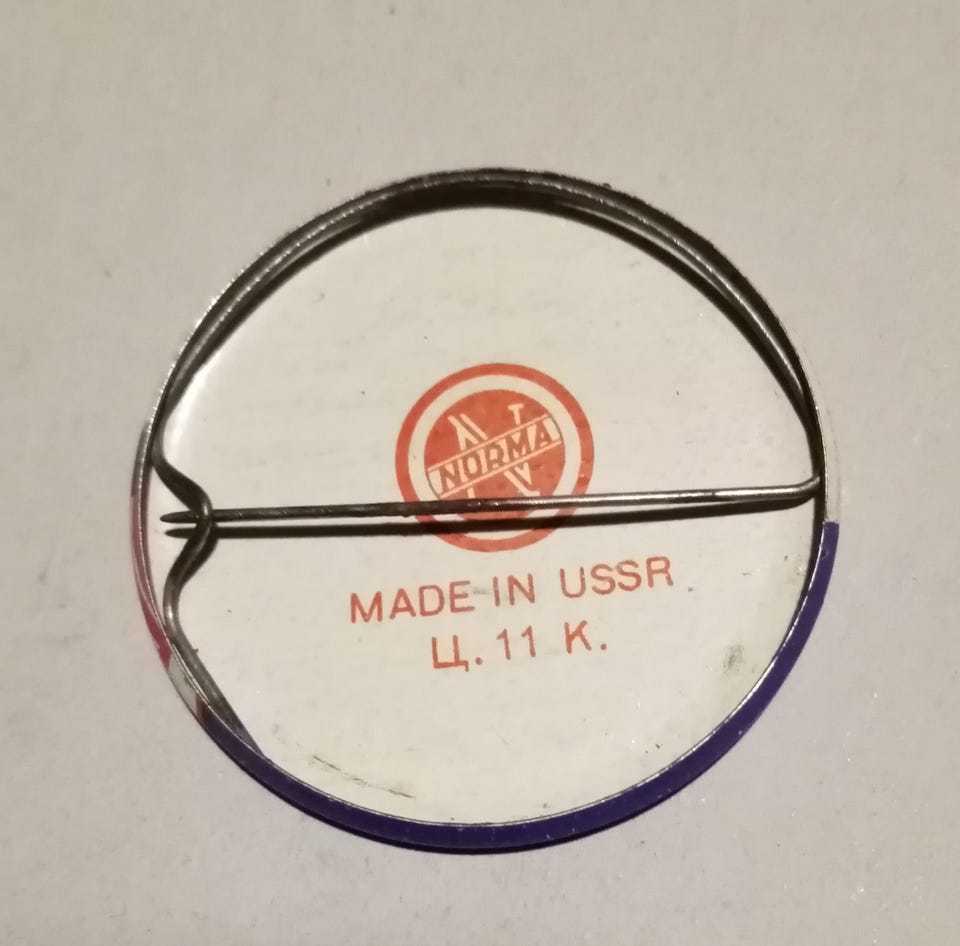 NORMA
MADE IN USSR
Ц. 11 К.